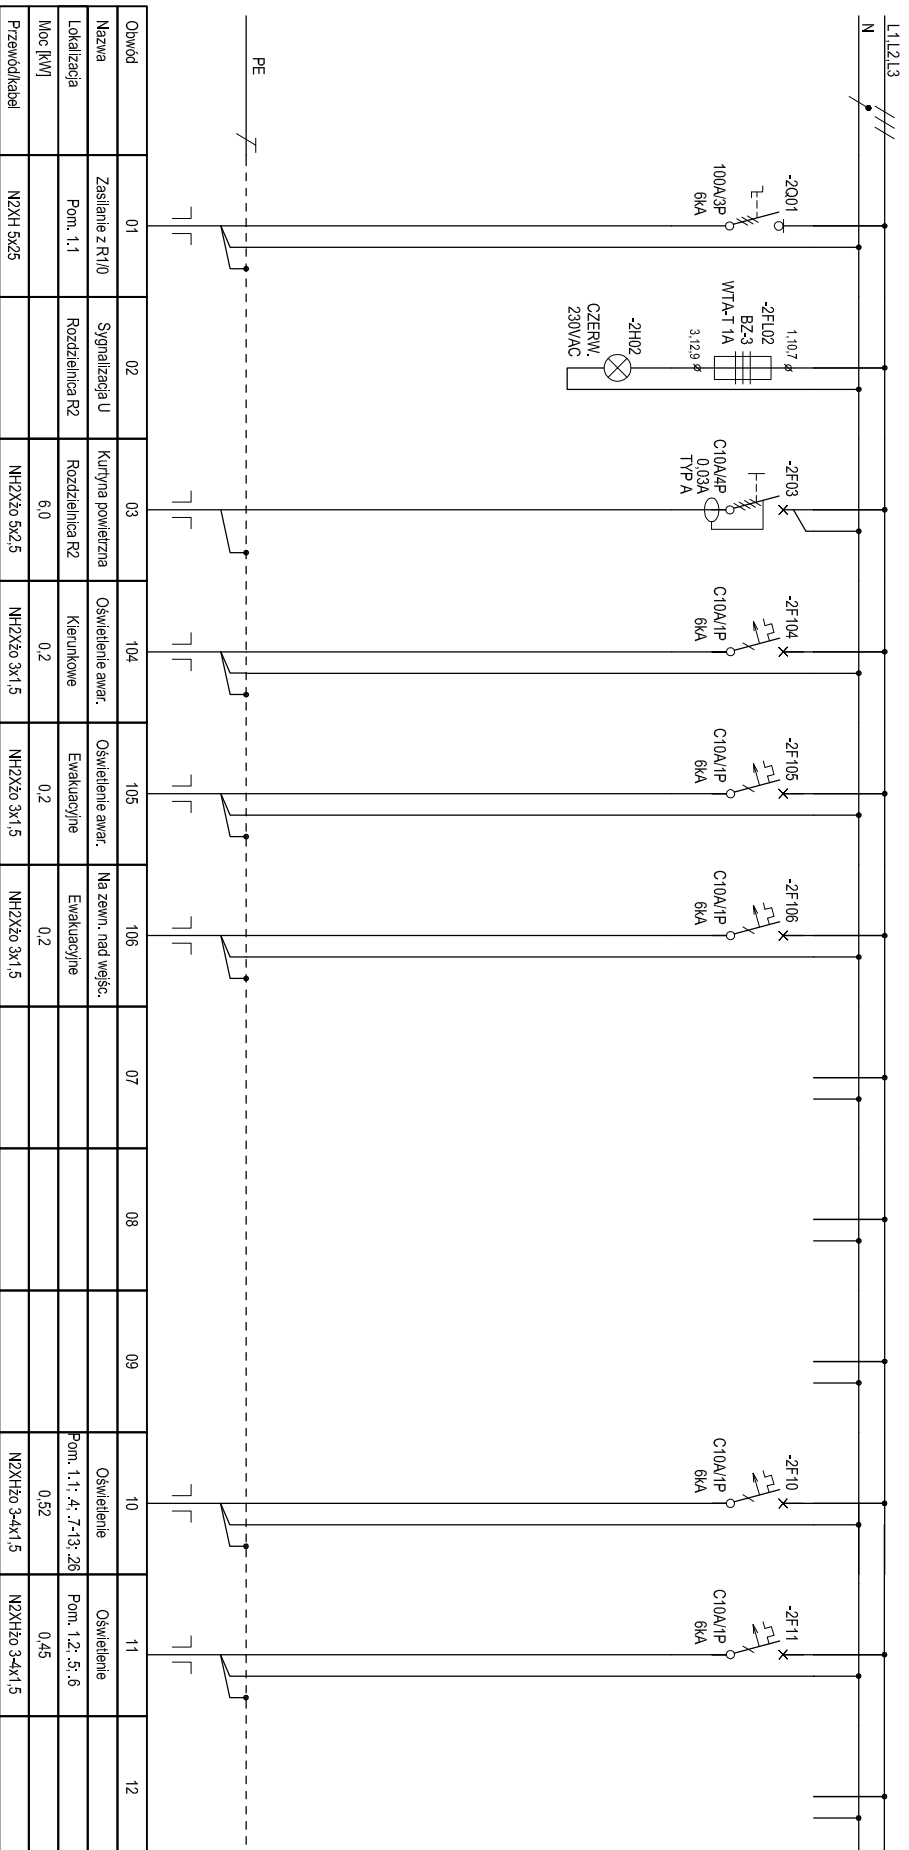 L1,L2,L3
N
PE
-2Q01
100A/3P
6kA
1,10,7
-2FL02
BZ-3
WTA-T 1A
3,12,9
-2H02
CZERW.
230VAC
-2F03
C10A/4P
0,03A
TYP A
-2F104
C10A/1P
6kA
-2F105
C10A/1P
6kA
-2F106
C10A/1P
6kA
-2F10
C10A/1P
6kA
-2F11
C10A/1P
6kA
Obwód 01 02 03 104 105 106 07 08 09 10 11 12
Nazwa Zasilanie z R1/0 Sygnalizacja U Kurtyna powietrzna Oświetlenie awar. Oświetlenie awar. Na zewn. nad wejśc. Oświetlenie Oświetlenie
Lokalizacja Pom. 1.1 Rozdzielnica R2 Rozdzielnica R2 Kierunkowe Ewakuacyjne Ewakuacyjne Pom. 1.1; .4; .7-13; .26 Pom. 1.2; .5; .6
Moc [kW] 6,0 0,2 0,2 0,2 0,52 0,45
Przewód/kabel N2XH 5x25 NH2Xżo 5x2,5 NH2Xżo 3x1,5 NH2Xżo 3x1,5 NH2Xżo 3x1,5 N2XHżo 3-4x1,5 N2XHżo 3-4x1,5